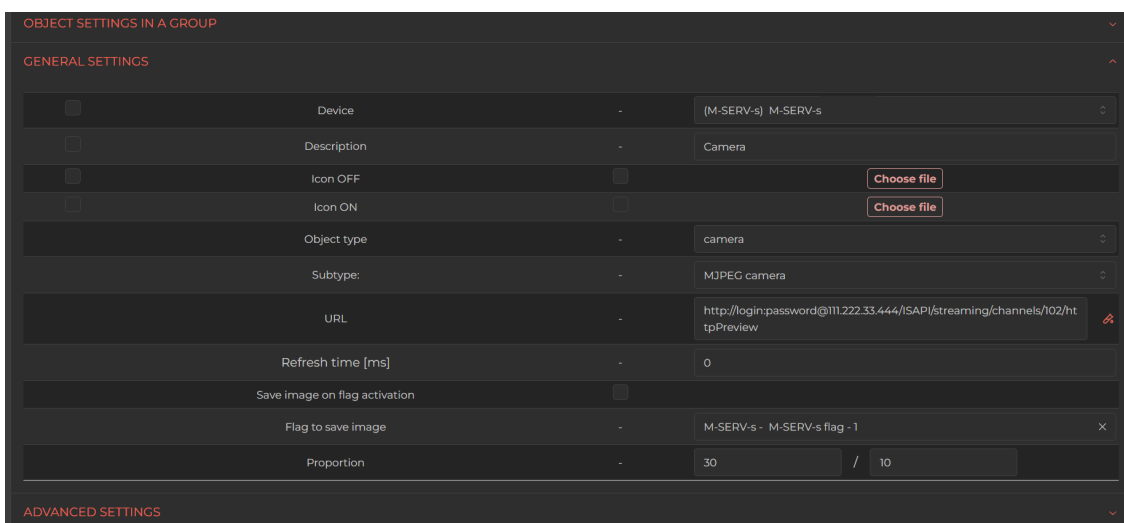 OBJECT SETTINGS IN A GROUP
GENERAL SETTINGS
Device - (M-SERV-s) M-SERV-s
Description - Camera
Icon OFF Choose file
Icon ON Choose file
Object type - camera
Subtype: - MJPEG camera
URL - http://login:password@111.222.33.444/ISAPI/streaming/channels/102/ht
tpPreview
Refresh time [ms] - 0
Save image on flag activation
Flag to save image - M-SERV-s - M-SERV-s flag - 1
Proportion - 30 / 10
ADVANCED SETTINGS